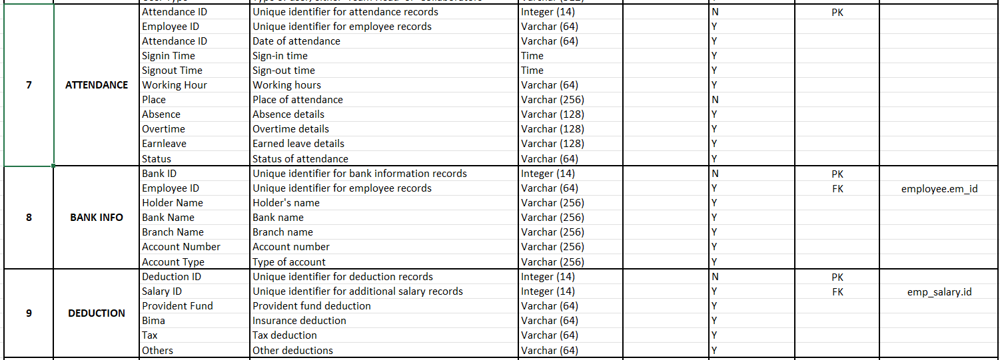 Attendance ID Unique identifier for attendance records Integer (14) N PK
Employee ID Unique identifier for employee records Varchar (64) Y
Attendance ID Date of attendance Varchar (64) Y
Signin Time Sign-in time Time Y
Signout Time Sign-out time Time Y
7 ATTENDANCE Working Hour Working hours Varchar (64) Y
Place Place of attendance Varchar (256) N
Absence Absence details Varchar (128) Y
Overtime Overtime details Varchar (128) Y
Earnleave Earned leave details Varchar (128) Y
Status Status of attendance Varchar (64) Y
Bank ID Unique identifier for bank information records Integer (14) N PK
Employee ID Unique identifier for employee records Varchar (64) Y FK employee.em_id
Holder Name Holder's name Varchar (256) Y
8 BANK INFO Bank Name Bank name Varchar (256) Y
Branch Name Branch name Varchar (256) Y
Account Number Account number Varchar (256) Y
Account Type Type of account Varchar (256) Y
Deduction ID Unique identifier for deduction records Integer (14) N PK
Salary ID Unique identifier for additional salary records Integer (14) Y FK emp_salary.id
Provident Fund Provident fund deduction Varchar (64) Y
9 DEDUCTION Bima Insurance deduction Varchar (64) Y
Tax Tax deduction Varchar (64) Y
Others Other deductions Varchar (64) Y